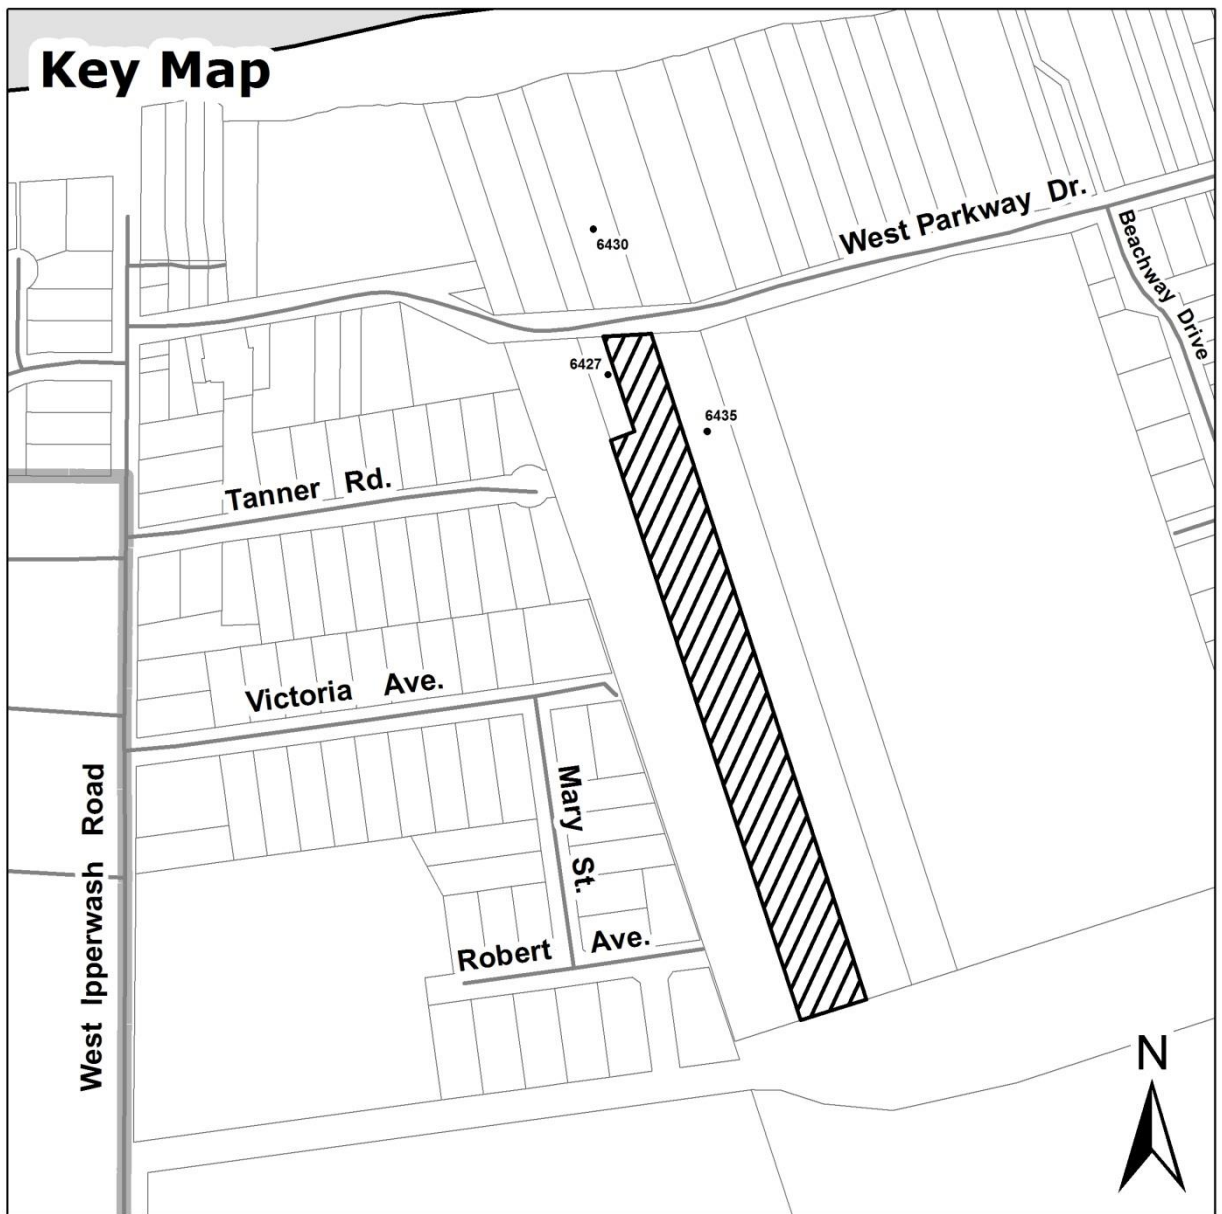 Key Map
West Parkway Dr.
Beachway Drive
6430
6427
6435
Tanner Rd.
Victoria Ave.
Mary St.
Robert Ave.
West Ipperwash Road
N